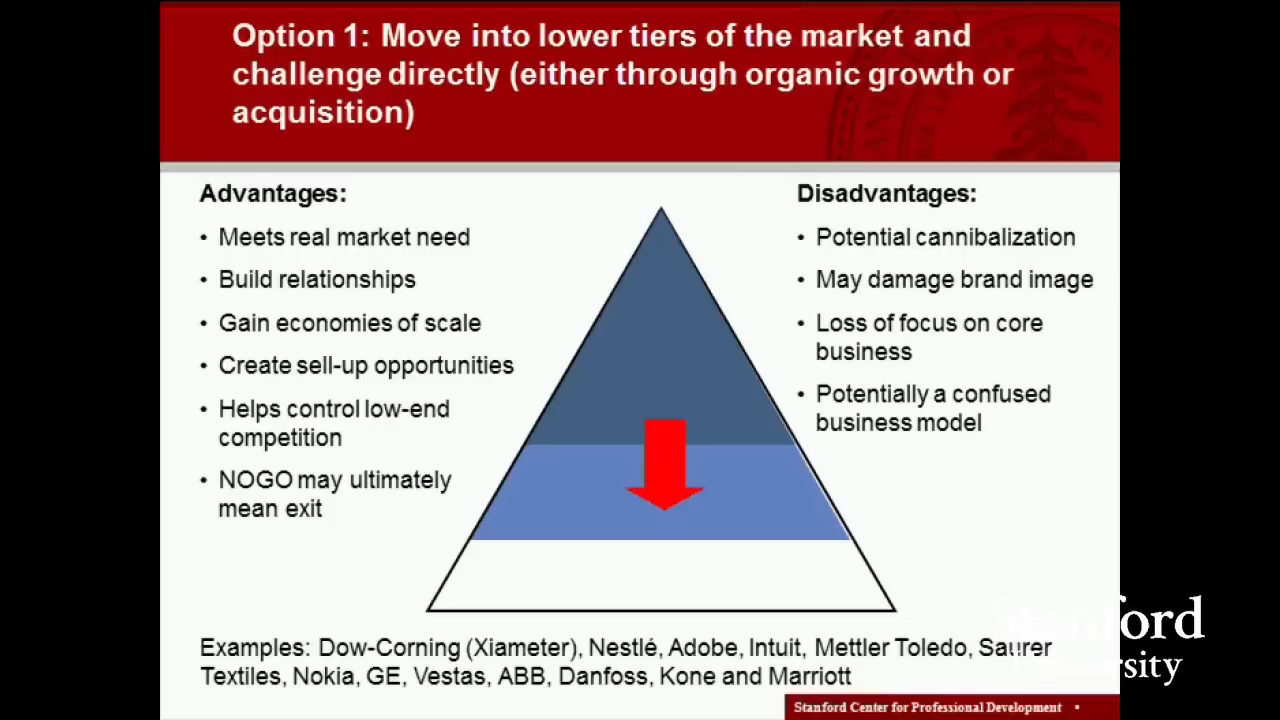 Option 1: Move into lower tiers of the market and
challenge directly (either through organic growth or
acquisition)
Advantages:
• Meets real market need
• Build relationships
• Gain economies of scale
• Create sell-up opportunities
• Helps control low-end
competition
• NOGO may ultimately
mean exit
Disadvantages:
• Potential cannibalization
• May damage brand image
• Loss of focus on core
business
• Potentially a confused
business model
Examples: Dow-Corning (Xiameter), Nestlé, Adobe, Intuit, Mettler Toledo, Saurer
Textiles, Nokia, GE, Vestas, ABB, Danfoss, Kone and Marriott
Stanford
University
Stanford Center for Professional Development •